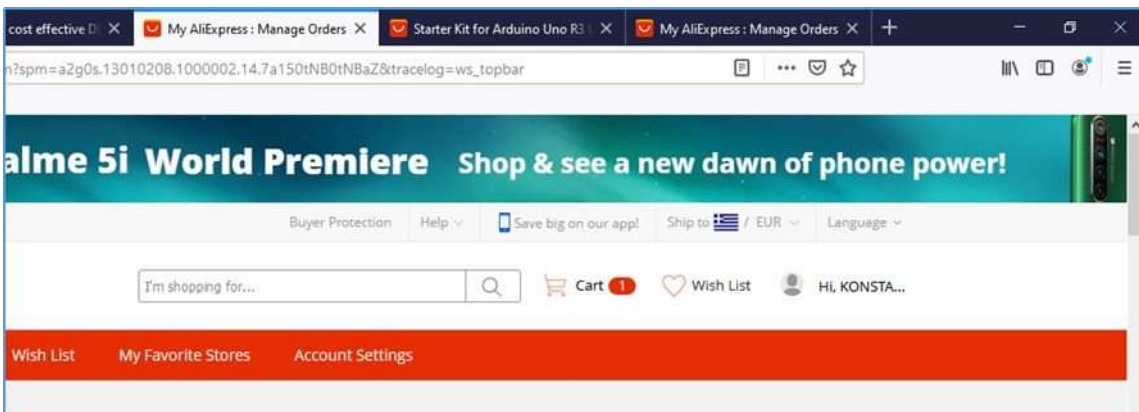 cost effective D My AliExpress : Manage Orders Starter Kit for Arduino Uno R3 My AliExpress : Manage Orders
n?spm=a2g0s.13010208.1000002.14.7a150tNB0tNBaZ&tracelog=ws_topbar
alme 5i World Premiere Shop & see a new dawn of phone power!
Buyer Protection Help Save big on our app! Ship to / EUR Language
I'm shopping for... Cart 1 Wish List Hi, KONSTA...
Wish List My Favorite Stores Account Settings